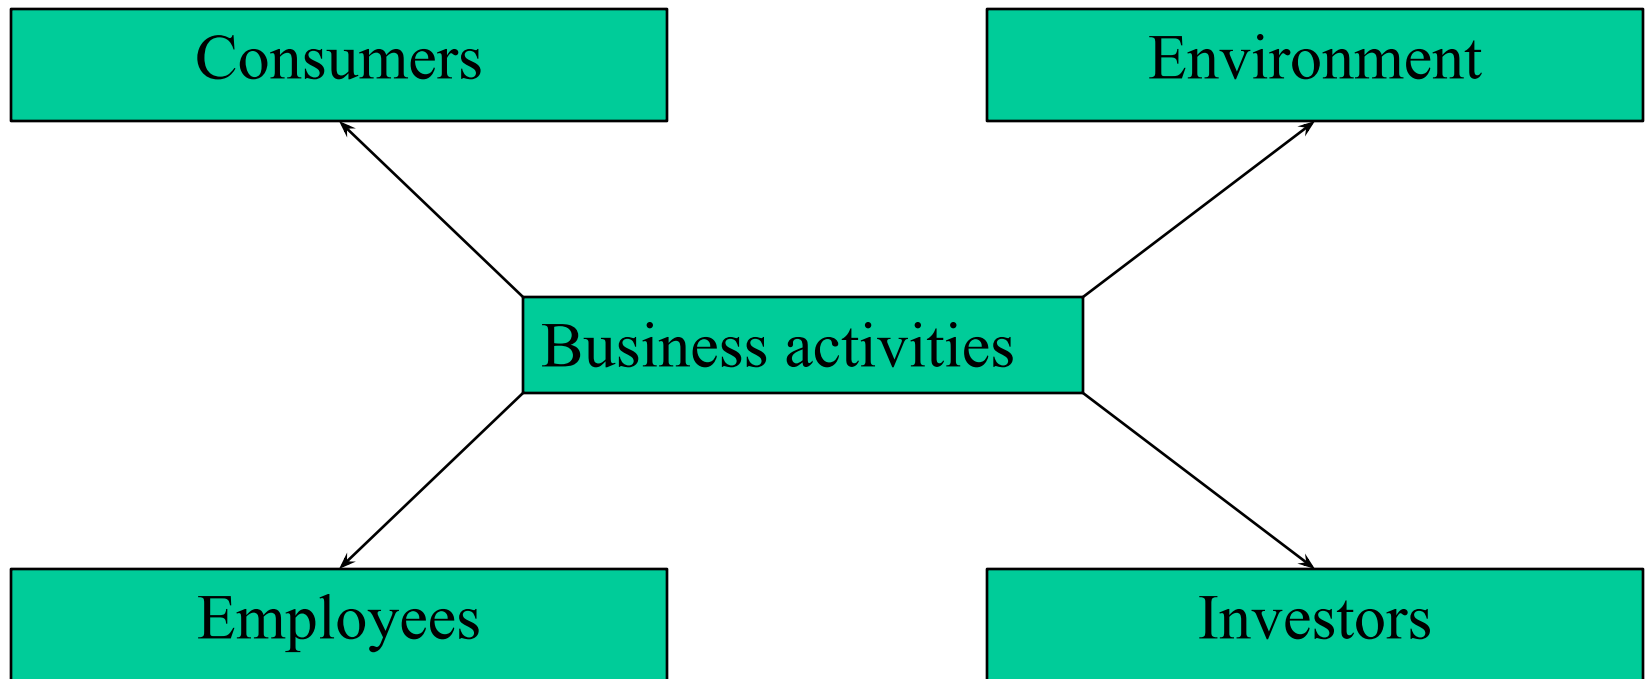 Consumers
Environment
Business activities
Employees
Investors